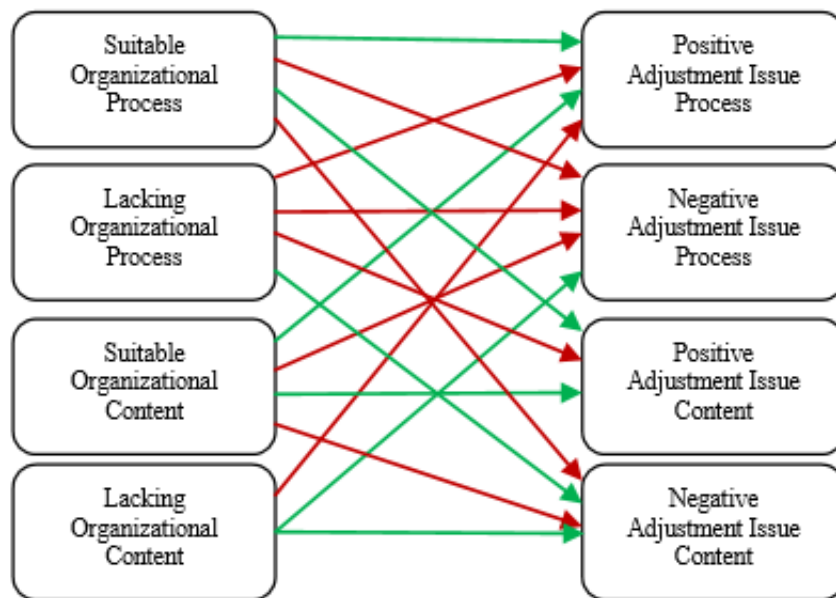 Suitable
Organizational
Process
Positive
Adjustment Issue
Process
Lacking
Organizational
Process
Negative
Adjustment Issue
Process
Suitable
Organizational
Content
Positive
Adjustment Issue
Content
Lacking
Organizational
Content
Negative
Adjustment Issue
Content